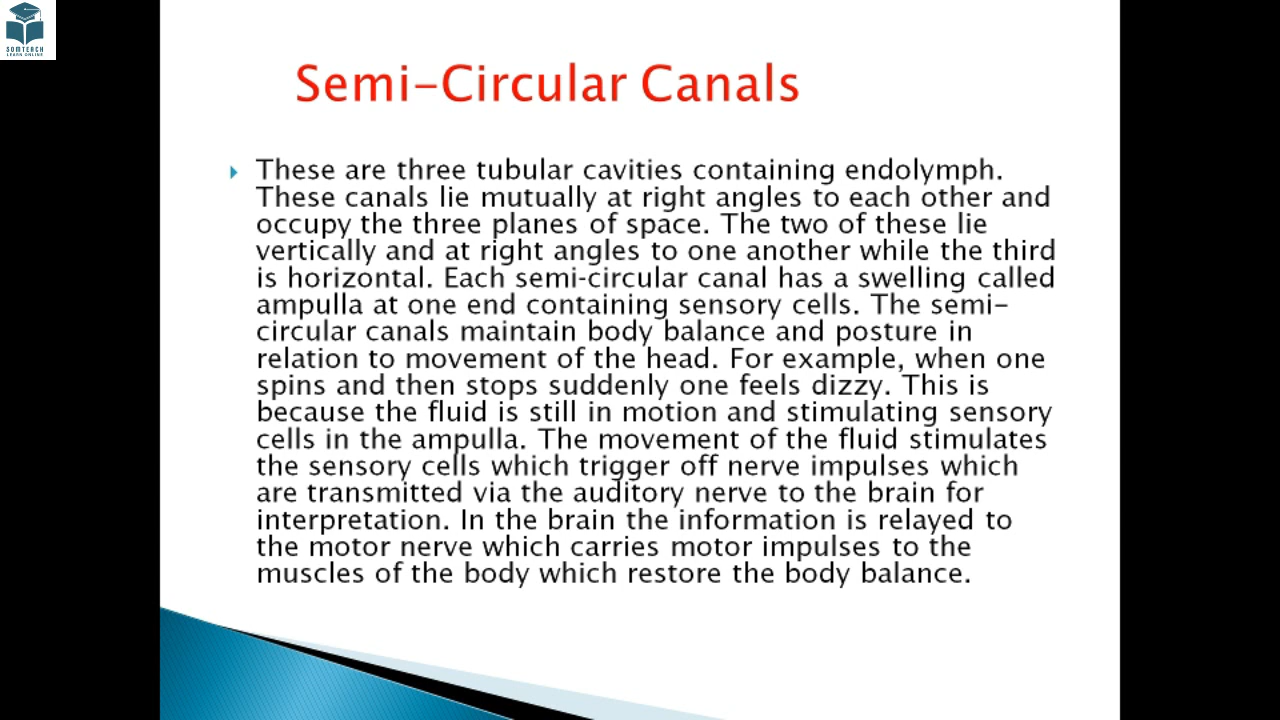 SOMTEACH
LEARN ONLINE
Semi-Circular Canals
These are three tubular cavities containing endolymph.
These canals lie mutually at right angles to each other and
occupy the three planes of space. The two of these lie
vertically and at right angles to one another while the third
is horizontal. Each semi-circular canal has a swelling called
ampulla at one end containing sensory cells. The semi-
circular canals maintain body balance and posture in
relation to movement of the head. For example, when one
spins and then stops suddenly one feels dizzy. This is
because the fluid is still in motion and stimulating sensory
cells in the ampulla. The movement of the fluid stimulates
the sensory cells which trigger off nerve impulses which
are transmitted via the auditory nerve to the brain for
interpretation. In the brain the information is relayed to
the motor nerve which carries motor impulses to the
muscles of the body which restore the body balance.